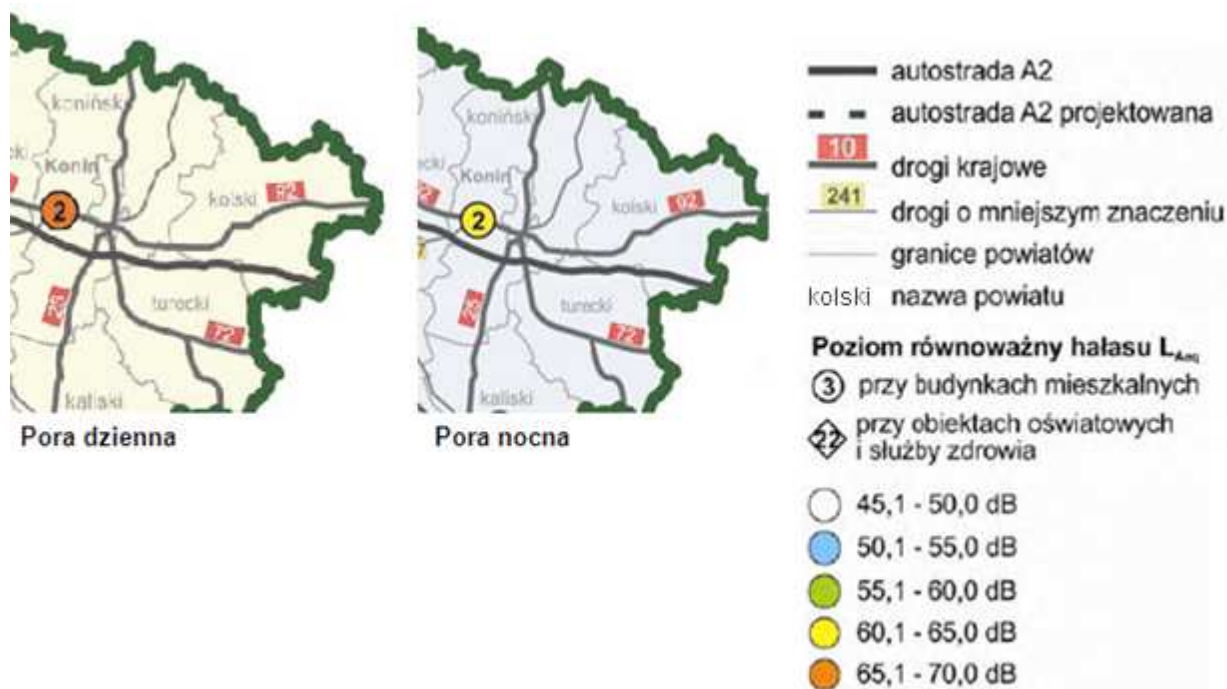 koniński
Konin
kolski
92
2
25
turecki
72
kaliski
Pora dzienna
koniński
Konin
kolski
92
2
25
turecki
72
kaliski
Pora nocna
autostrada A2
autostrada A2 projektowana
10
drogi krajowe
241
drogi o mniejszym znaczeniu
granice powiatów
kolski nazwa powiatu
Poziom równoważny hałasu LAeq
3 przy budynkach mieszkalnych
22 przy obiektach oświatowych
i służby zdrowia
45,1 - 50,0 dB
50,1 - 55,0 dB
55,1 - 60,0 dB
60,1 - 65,0 dB
65,1 - 70,0 dB